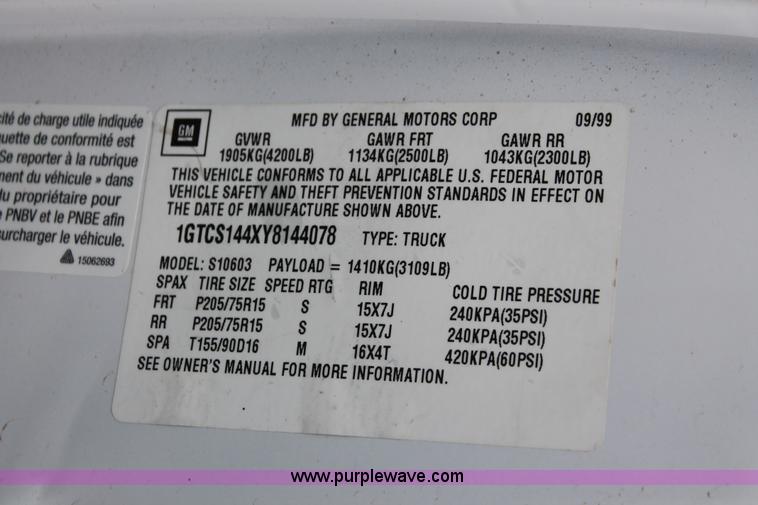 cité de charge utile indiquée
uette de conformité est
Se reporter à la rubrique
ment du véhicule » dans
du propriétaire pour
PNBV et le PNBE afin
urcharger le véhicule.
15062693
GM
MFD BY GENERAL MOTORS CORP 09/99
GVWR GAWR FRT GAWR RR
1905KG(4200LB) 1134KG(2500LB) 1043KG(2300LB)
THIS VEHICLE CONFORMS TO ALL APPLICABLE U.S. FEDERAL MOTOR
VEHICLE SAFETY AND THEFT PREVENTION STANDARDS IN EFFECT ON
THE DATE OF MANUFACTURE SHOWN ABOVE.
1GTCS144XY8144078 TYPE: TRUCK
MODEL: S10603 PAYLOAD = 1410KG(3109LB)
SPAX TIRE SIZE SPEED RTG RIM COLD TIRE PRESSURE
FRT P205/75R15 S 15X7J 240KPA(35PSI)
RR P205/75R15 S 15X7J 240KPA(35PSI)
SPA T155/90D16 M 16X4T 420KPA(60PSI)
SEE OWNER'S MANUAL FOR MORE INFORMATION.
www.purplewave.com